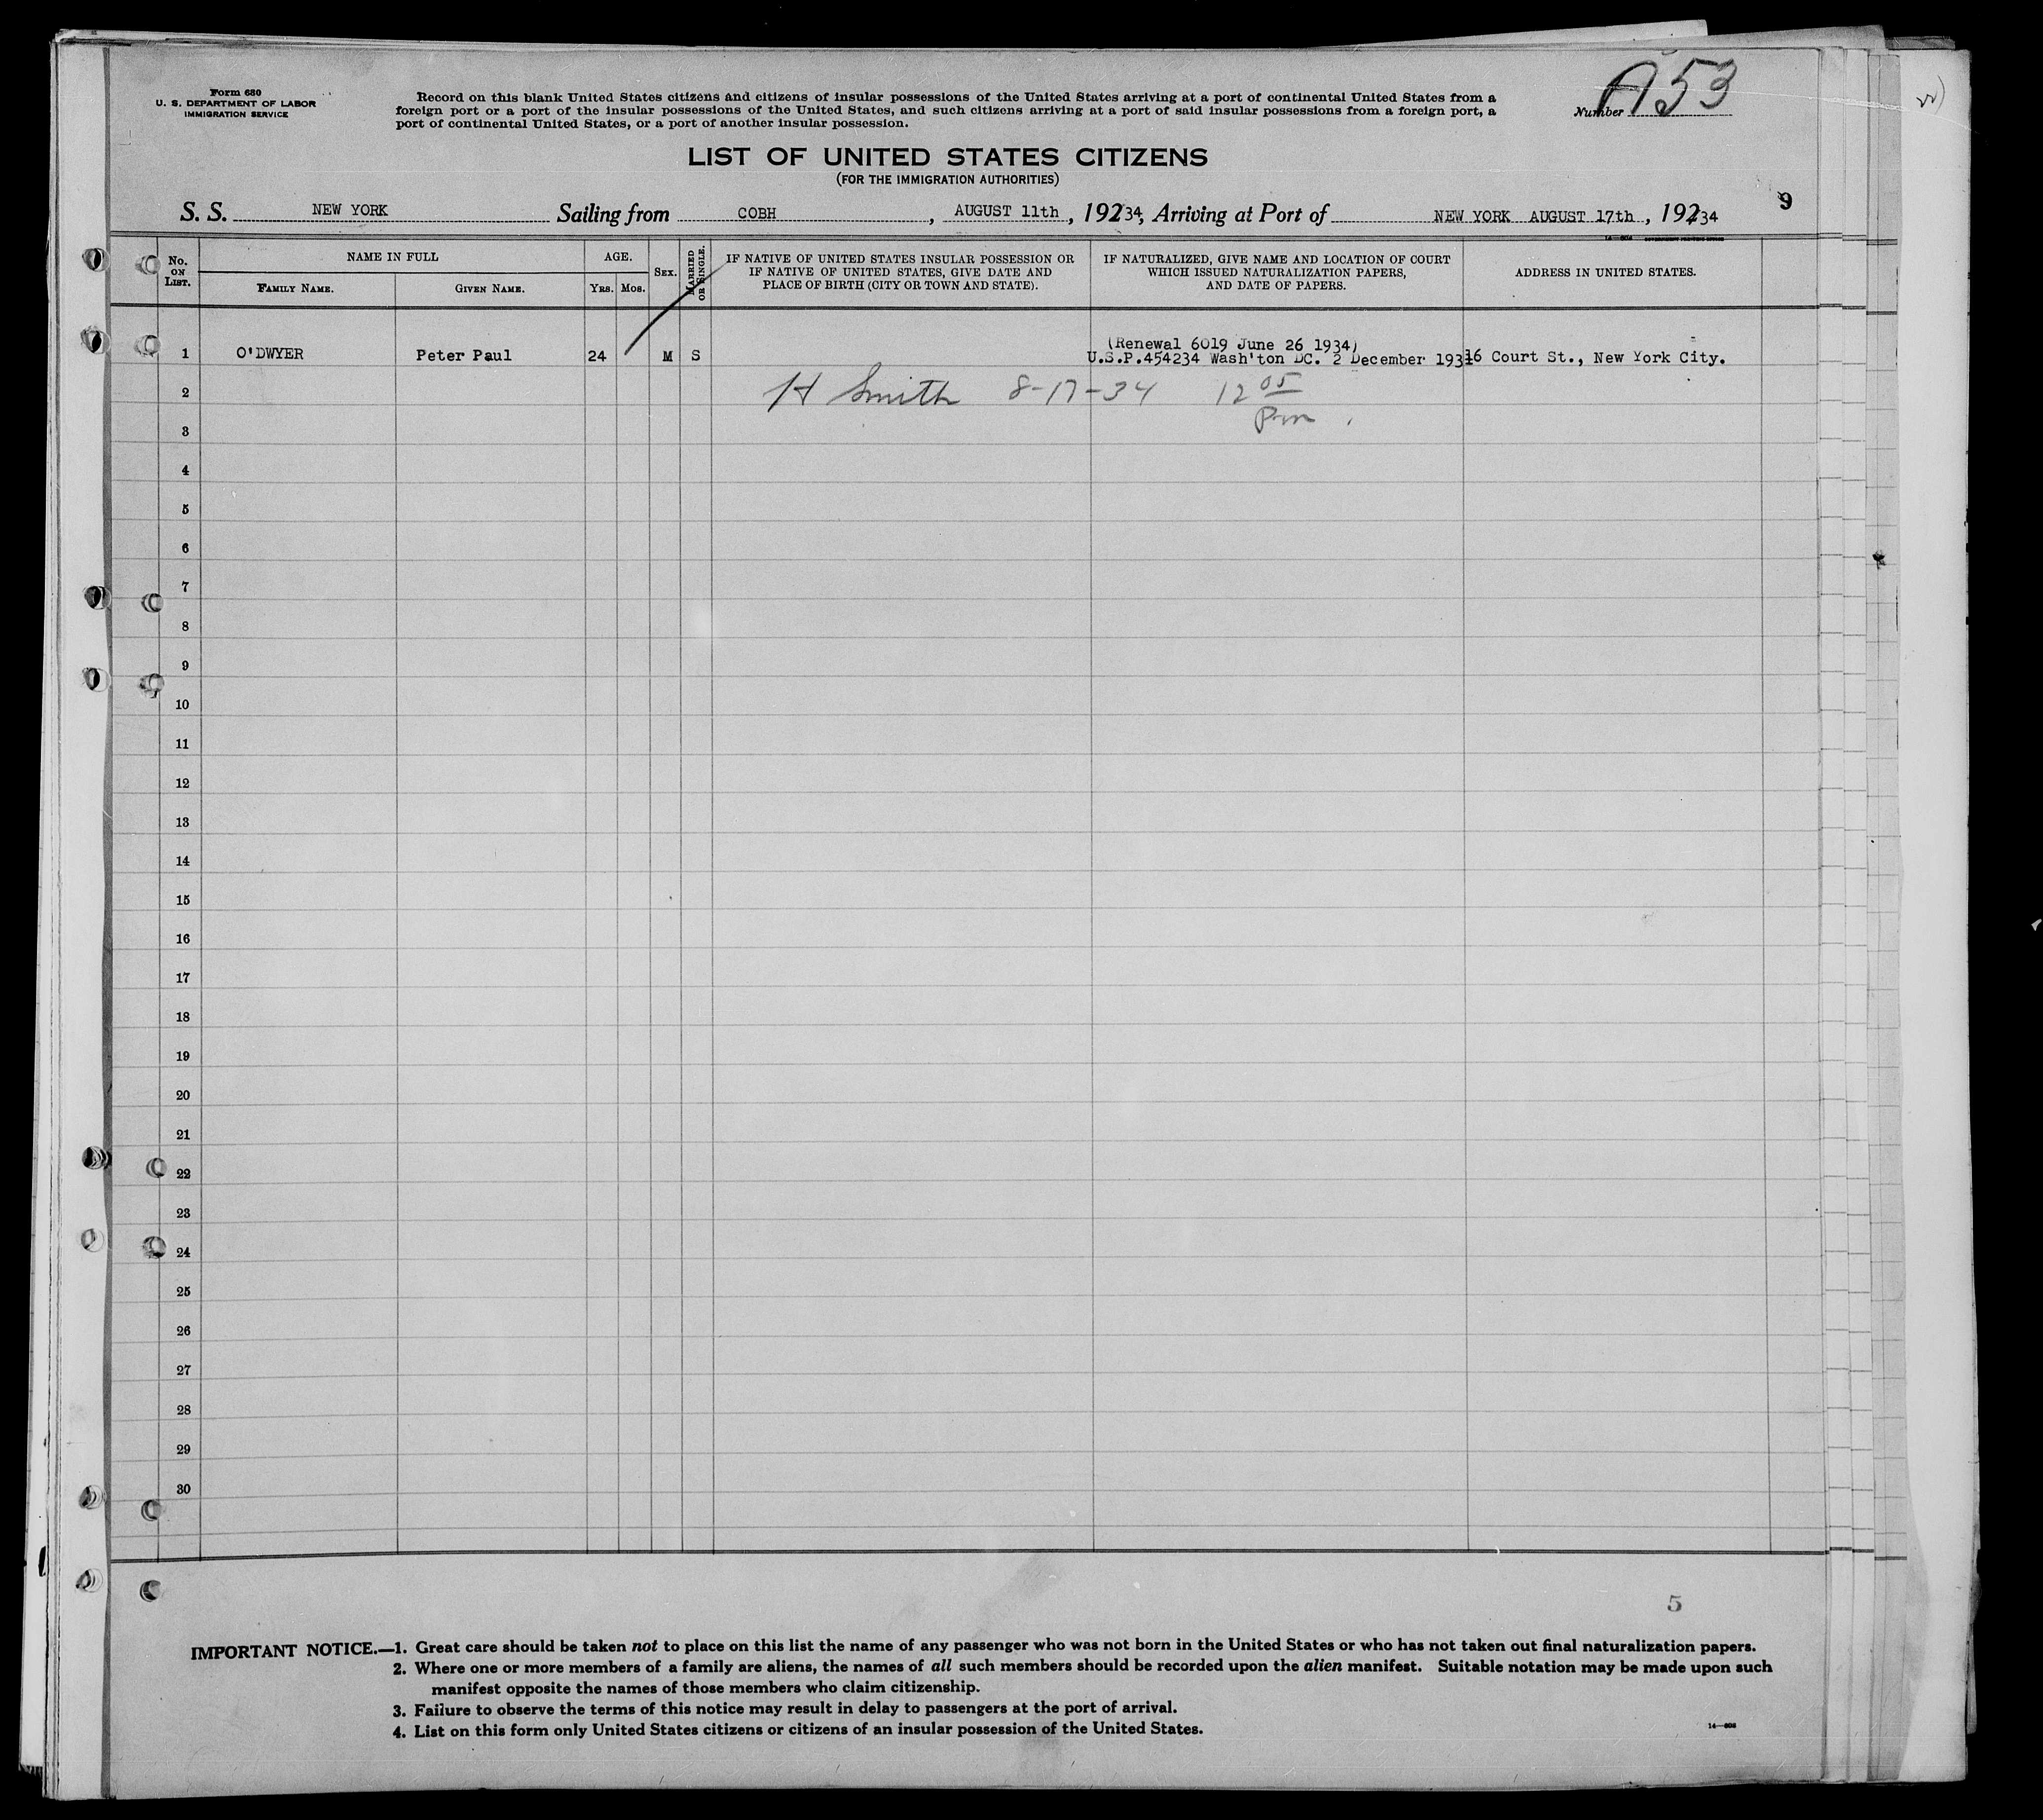 Form 680
U. S. DEPARTMENT OF LABOR
IMMIGRATION SERVICE
Record on this blank United States citizens and citizens of insular possessions of the United States arriving at a port of continental United States from a
foreign port or a port of the insular possessions of the United States, and such citizens arriving at a port of said insular possessions from a foreign port, a
port of continental United States, or a port of another insular possession.
Number A53
LIST OF UNITED STATES CITIZENS
(FOR THE IMMIGRATION AUTHORITIES)
9
S. S. NEW YORK Sailing from COBH, AUGUST 11th, 19234, Arriving at Port of NEW YORK AUGUST 17th, 19234
No. ON LIST.
NAME IN FULL
FAMILY NAME. GIVEN NAME.
AGE.
YRS. MOS.
SEX.
MARRIED OR SINGLE.
IF NATIVE OF UNITED STATES INSULAR POSSESSION OR
IF NATIVE OF UNITED STATES, GIVE DATE AND
PLACE OF BIRTH (CITY OR TOWN AND STATE).
IF NATURALIZED, GIVE NAME AND LOCATION OF COURT
WHICH ISSUED NATURALIZATION PAPERS,
AND DATE OF PAPERS.
ADDRESS IN UNITED STATES.
(Renewal 6019 June 26 1934)
1 O'DWYER Peter Paul 24 M S U.S.P.454234 Wash'ton DC. 2 December 193 16 Court St., New York City.
2 H Smith 8-17-34 12 05
Pm
3
4
5
6
7
8
9
10
11
12
13
14
15
16
17
18
19
20
21
22
23
24
25
26
27
28
29
30
5
IMPORTANT NOTICE.—1. Great care should be taken not to place on this list the name of any passenger who was not born in the United States or who has not taken out final naturalization papers.
2. Where one or more members of a family are aliens, the names of all such members should be recorded upon the alien manifest. Suitable notation may be made upon such
manifest opposite the names of those members who claim citizenship.
3. Failure to observe the terms of this notice may result in delay to passengers at the port of arrival.
4. List on this form only United States citizens or citizens of an insular possession of the United States.